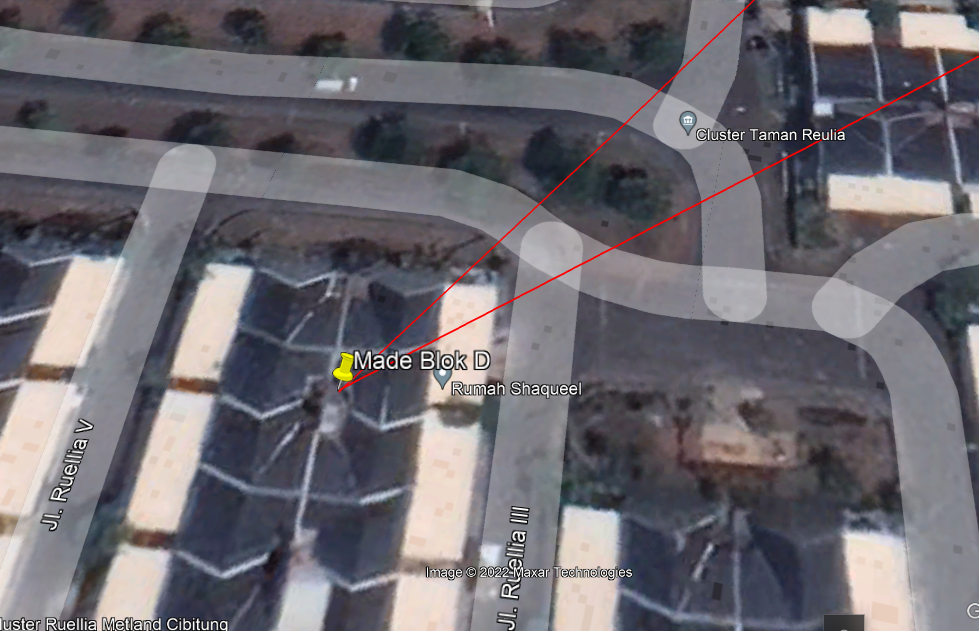 Cluster Taman Reulia
Made Blok D
Rumah Shaqueel
Jl. Ruellia V
Jl. Ruellia III
Image © 2022 Maxar Technologies
luster Ruellia Metland Cibitung
G